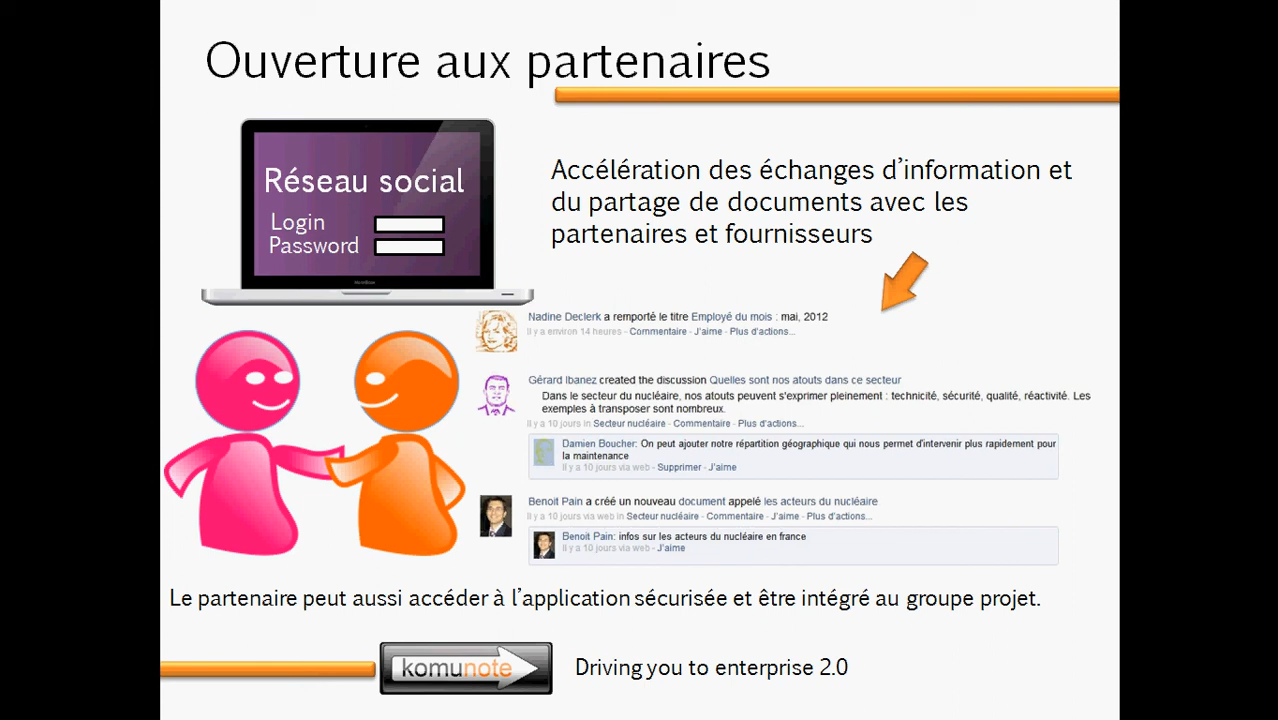 Ouverture aux partenaires
Réseau social
Login
Password
Accélération des échanges d’information et
du partage de documents avec les
partenaires et fournisseurs
Nadine Declerk a remporté le titre Employé du mois : mai, 2012
Il y a environ 14 heures - Commentaire - J'aime - Plus d'actions...
Gérard Ibanez created the discussion Quelles sont nos atouts dans ce secteur
Dans le secteur du nucléaire, nos atouts peuvent s'exprimer pleinement : technicité, sécurité, qualité, réactivité. Les
exemples à transposer sont nombreux.
Il y a 10 jours in Secteur nucléaire - Commentaire - Plus d'actions...
Damien Boucher: On peut ajouter notre répartition géographique qui nous permet d'intervenir plus rapidement pour
la maintenance
Il y a 10 jours via web - Supprimer - J'aime
Benoit Pain a créé un nouveau document appelé les acteurs du nucléaire
Il y a 10 jours via web in Secteur nucléaire - Commentaire - J'aime - Plus d'actions...
Benoit Pain: infos sur les acteurs du nucléaire en france
Il y a 10 jours via web - J'aime
Le partenaire peut aussi accéder à l’application sécurisée et être intégré au groupe projet.
komunote
Driving you to enterprise 2.0